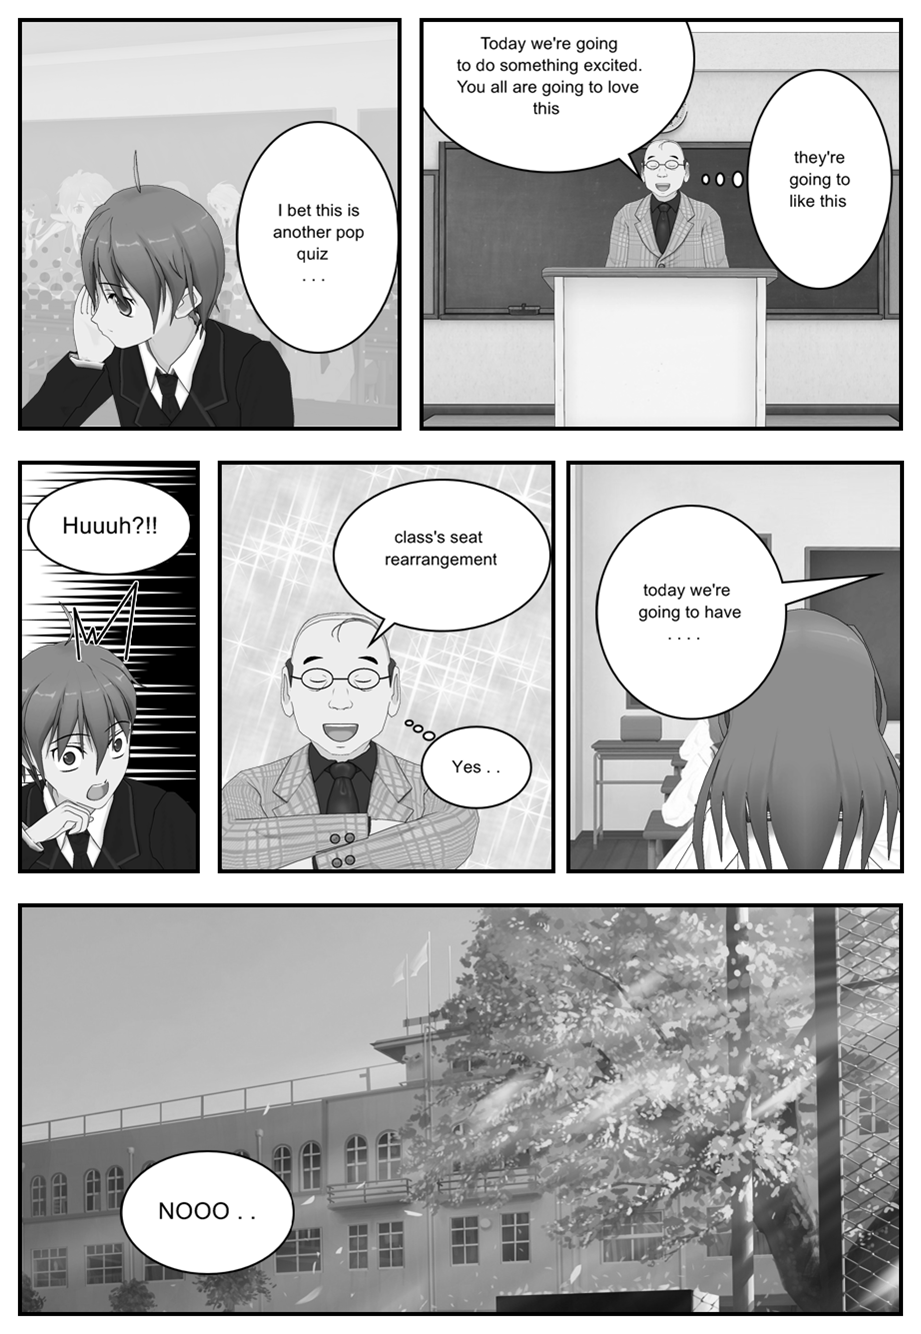 Today we're going
to do something excited.
You all are going to love
this
they're
going to
like this
I bet this is
another pop
quiz
. . .
today we're
going to have
. . . .
class's seat
rearrangement
Yes . .
Huuuh?!!
NOOO . .